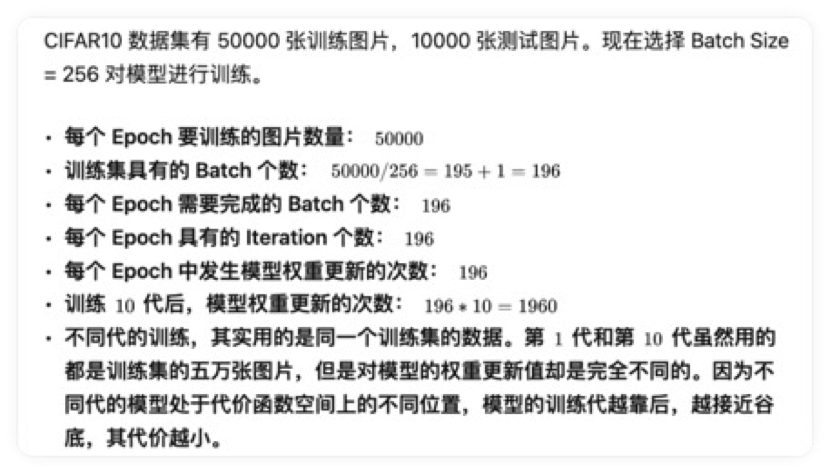 CIFAR10 数据集有 50000 张训练图片，10000 张测试图片。现在选择 Batch Size
= 256 对模型进行训练。
• 每个 Epoch 要训练的图片数量： 50000
• 训练集具有的 Batch 个数： 50000/256 = 195 + 1 = 196
• 每个 Epoch 需要完成的 Batch 个数： 196
• 每个 Epoch 具有的 Iteration 个数： 196
• 每个 Epoch 中发生模型权重更新的次数： 196
• 训练 10 代后，模型权重更新的次数： 196 * 10 = 1960
• 不同代的训练，其实用的是同一个训练集的数据。第 1 代和第 10 代虽然用的
都是训练集的五万张图片，但是对模型的权重更新值却是完全不同的。因为不
同代的模型处于代价函数空间上的不同位置，模型的训练代越靠后，越接近谷
底，其代价越小。